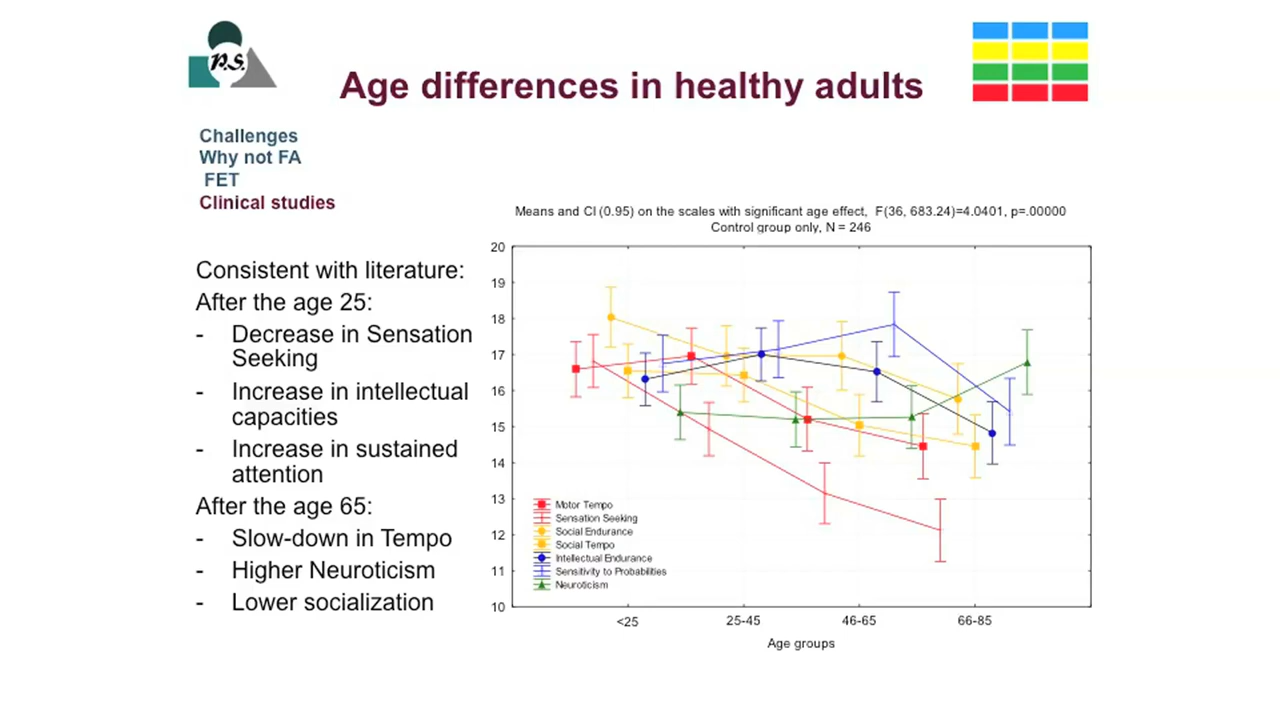 P.S.
Age differences in healthy adults
Challenges
Why not FA
FET
Clinical studies
Consistent with literature:
After the age 25:
- Decrease in Sensation
Seeking
- Increase in intellectual
capacities
- Increase in sustained
attention
After the age 65:
- Slow-down in Tempo
- Higher Neuroticism
- Lower socialization
Means and CI (0.95) on the scales with significant age effect, F(36, 683.24)=4.0401, p=.00000
Control group only, N = 246
20
19
18
17
16
15
14
13
12
11
10
Motor Tempo
Sensation Seeking
Social Endurance
Social Tempo
Intellectual Endurance
Sensitivity to Probabilities
Neuroticism
<25 25-45 46-65 66-85
Age groups